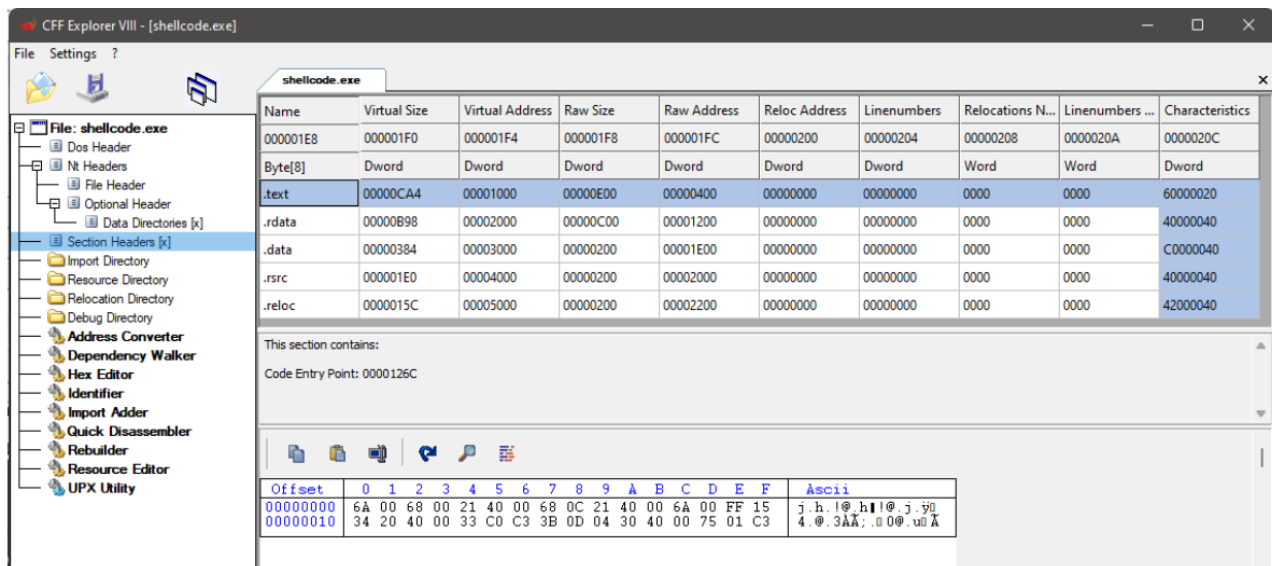 CFF Explorer VIII - [shellcode.exe]
File Settings ?
shellcode.exe
File: shellcode.exe
Dos Header
Nt Headers
File Header
Optional Header
Data Directories [x]
Section Headers [x]
Import Directory
Resource Directory
Relocation Directory
Debug Directory
Address Converter
Dependency Walker
Hex Editor
Identifier
Import Adder
Quick Disassembler
Rebuilder
Resource Editor
UPX Utility
Name Virtual Size Virtual Address Raw Size Raw Address Reloc Address Linenumbers Relocations N... Linenumbers ... Characteristics
000001E8 000001F0 000001F4 000001F8 000001FC 00000200 00000204 00000208 0000020A 0000020C
Byte[8] Dword Dword Dword Dword Dword Dword Word Word Dword
.text 00000CA4 00001000 00000E00 00000400 00000000 00000000 0000 0000 60000020
.rdata 00000B98 00002000 00000C00 00001200 00000000 00000000 0000 0000 40000040
.data 00000384 00003000 00000200 00001E00 00000000 00000000 0000 0000 C0000040
.rsrc 000001E0 00004000 00000200 00002000 00000000 00000000 0000 0000 40000040
.reloc 0000015C 00005000 00000200 00002200 00000000 00000000 0000 0000 42000040
This section contains:
Code Entry Point: 0000126C
Offset 0 1 2 3 4 5 6 7 8 9 A B C D E F Ascii
00000000 6A 00 68 00 21 40 00 68 0C 21 40 00 6A 00 FF 15 j.h.!@.h▮!@.j.ÿ▯
00000010 34 20 40 00 33 C0 C3 3B 0D 04 30 40 00 75 01 C3 4.@.3ÀÃ;.▯0@.u▯Ã